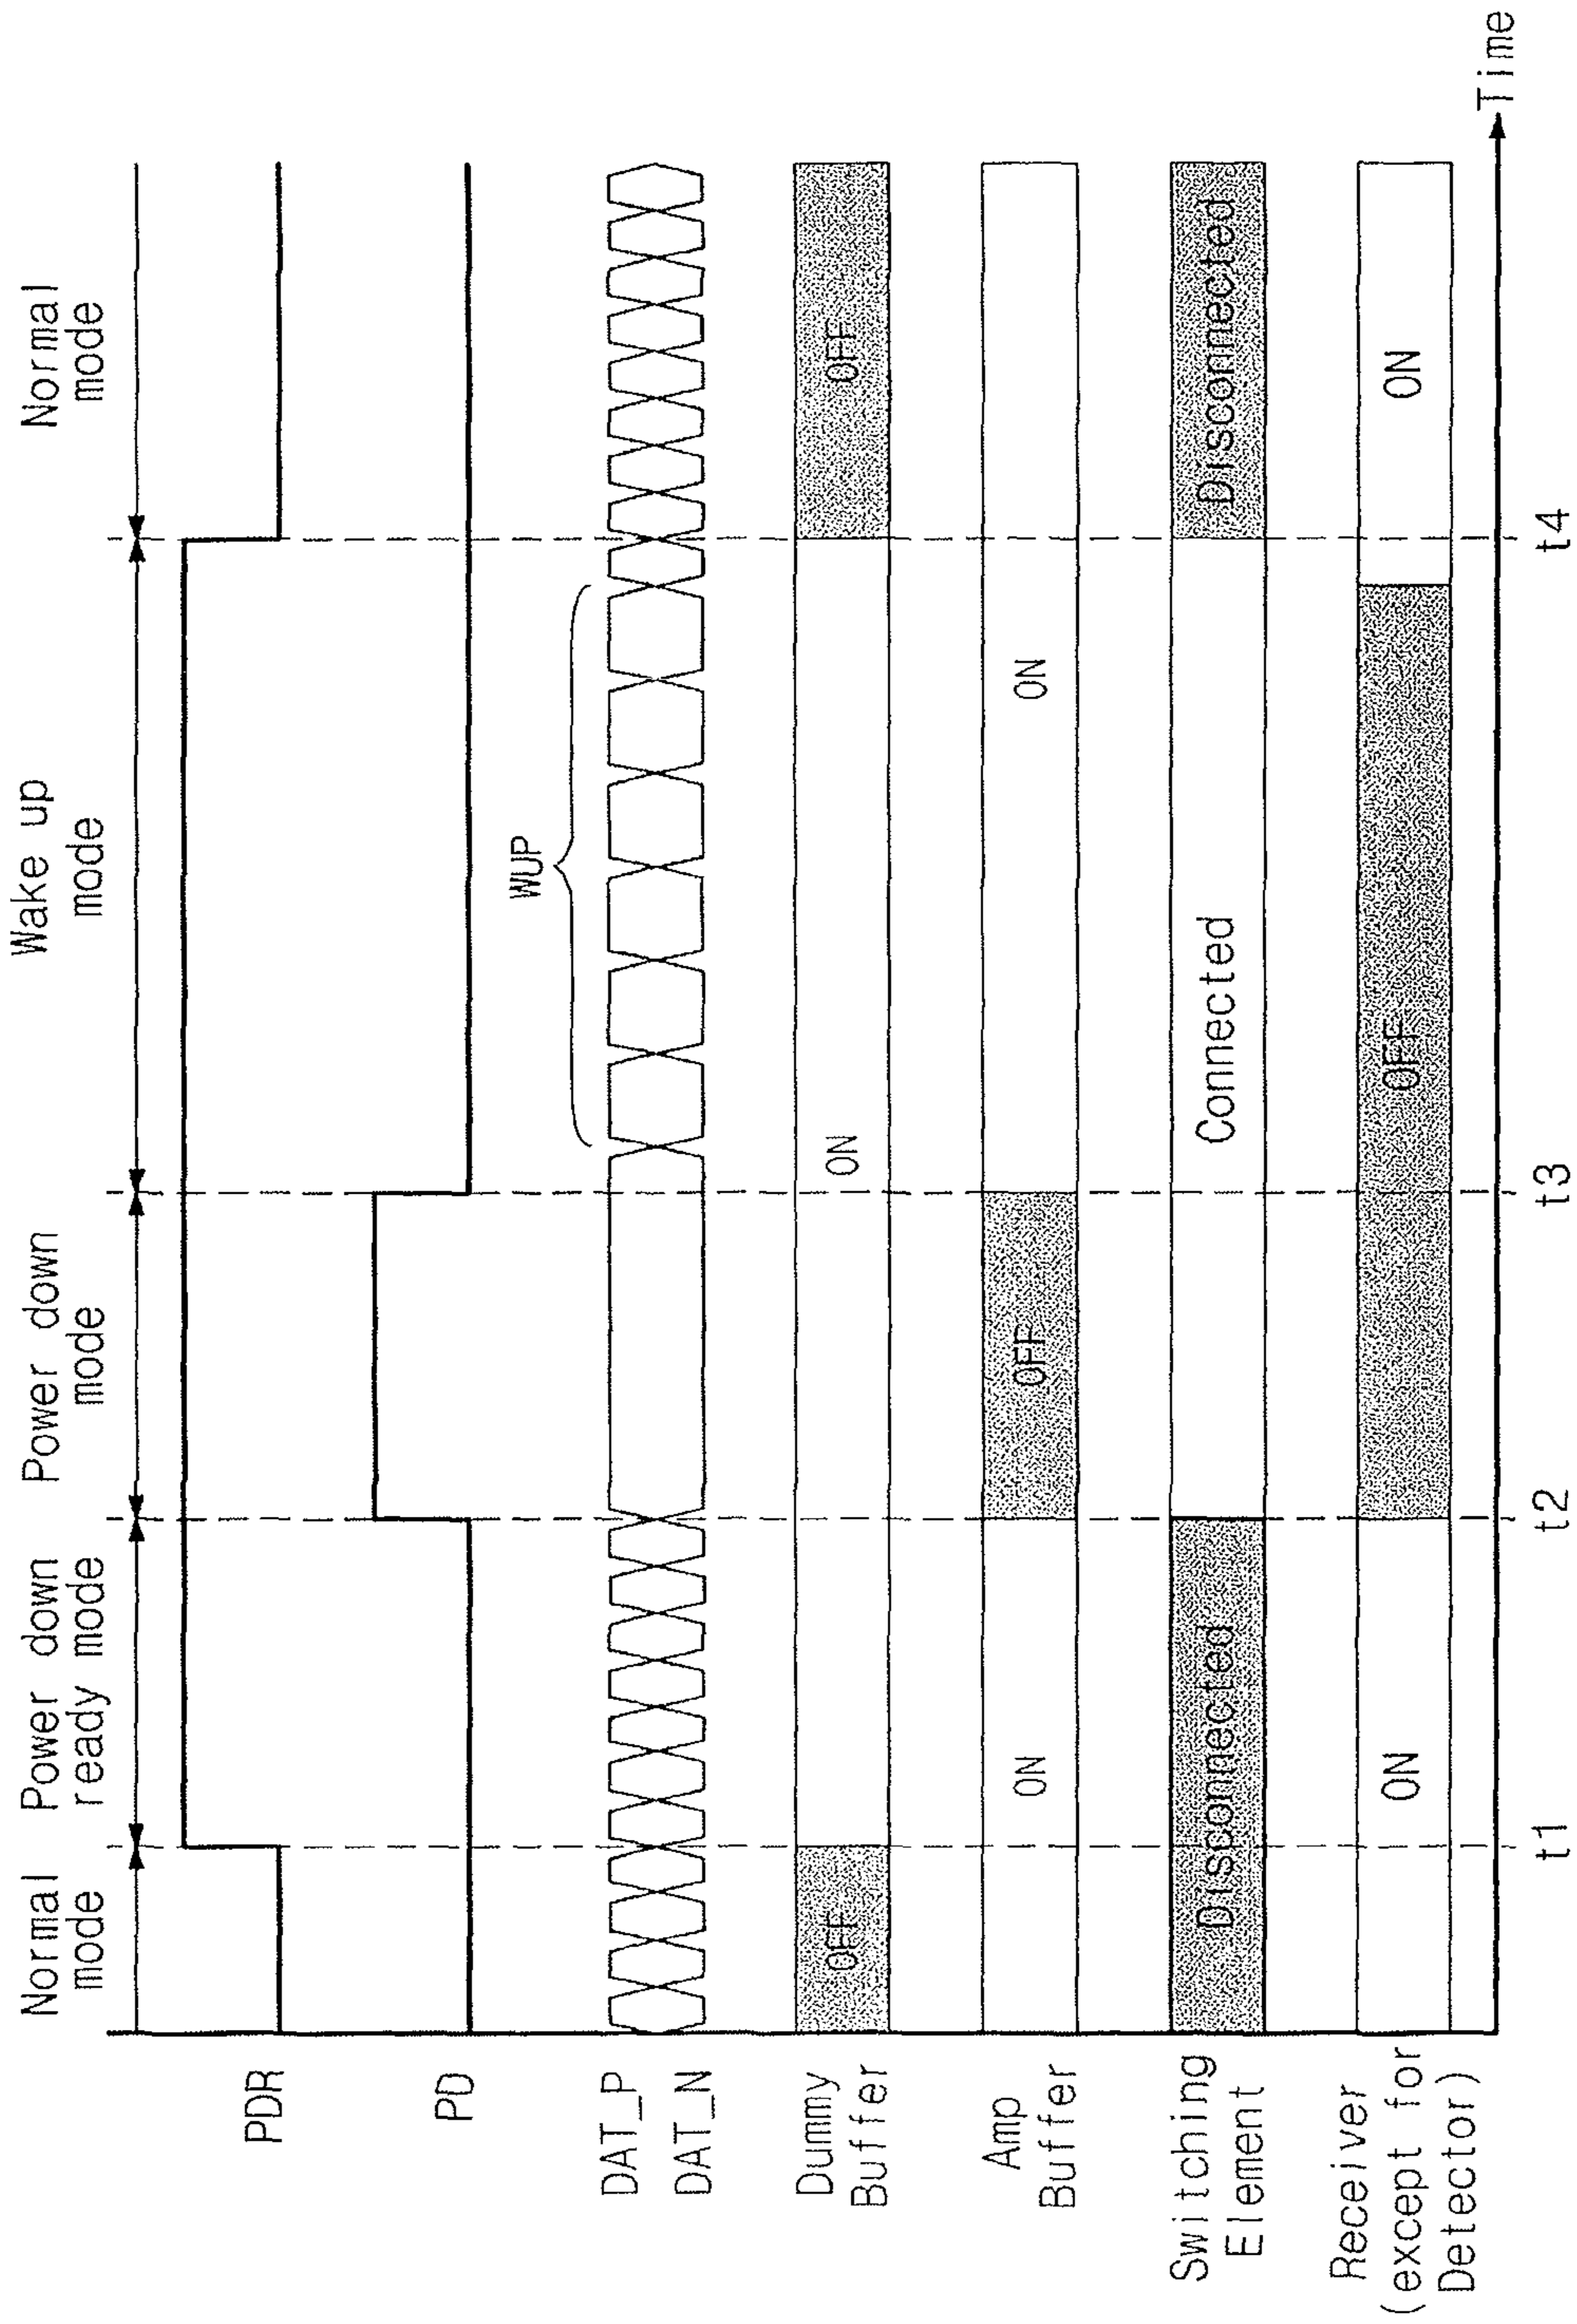 Normal
mode
Power down
ready mode
Power down
mode
Wake up
mode
Normal
mode
PDR
PD
WUP
DAT_P
DAT_N
Dummy
Buffer
OFF
ON
OFF
Amp
Buffer
ON
OFF
ON
Switching
Element
Disconnected
Connected
Disconnected
Receiver
(except for
Detector)
ON
OFF
ON
t1
t2
t3
t4
Time